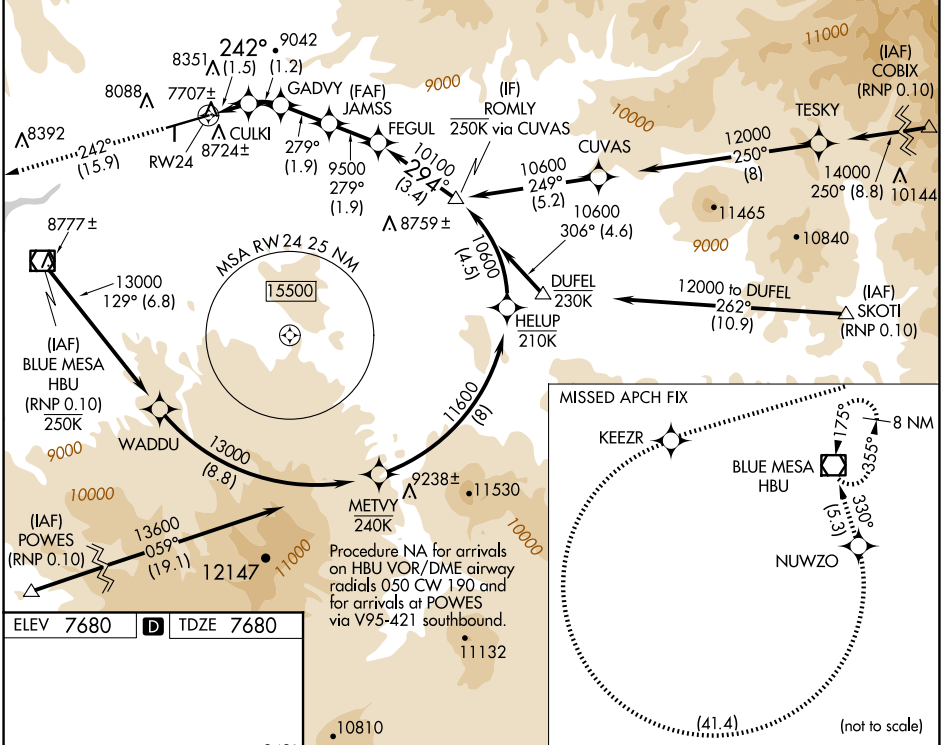 11000
(IAF)
COBIX
(RNP 0.10)
242°
(1.5)
9042
8351
(1.2)
8088
7707±
GADVY
(FAF)
JAMSS
9000
(IF)
ROMLY
250K via CUVAS
10000
TESKY
8392
CULKI
8724±
RW24
FEGUL
CUVAS
12000
250°
(8)
242°
(15.9)
279°
(1.9)
9500
279°
(1.9)
10100
294°
(3.4)
10600
249°
(5.2)
14000
250° (8.8)
10144
8777±
8759±
10600
306° (4.6)
11465
9000
10840
13000
129° (6.8)
MSA RW24 25 NM
15500
10600
(4.5)
DUFEL
230K
12000 to DUFEL
262°
(10.9)
(IAF)
SKOTI
(RNP 0.10)
HELUP
210K
(IAF)
BLUE MESA
HBU
(RNP 0.10)
250K
11600
(8)
WADDU
9000
13000
(8.8)
10000
METVY
240K
9238±
11530
10000
(IAF)
POWES
(RNP 0.10)
13600
059°
(19.1)
12147
11000
Procedure NA for arrivals
on HBU VOR/DME airway
radials 050 CW 190 and
for arrivals at POWES
via V95-421 southbound.
11132
10810
ELEV 7680
D
TDZE 7680
MISSED APCH FIX
KEEZR
175°
8 NM
355°
BLUE MESA
HBU
330°
(5.3)
NUWZO
(41.4)
(not to scale)